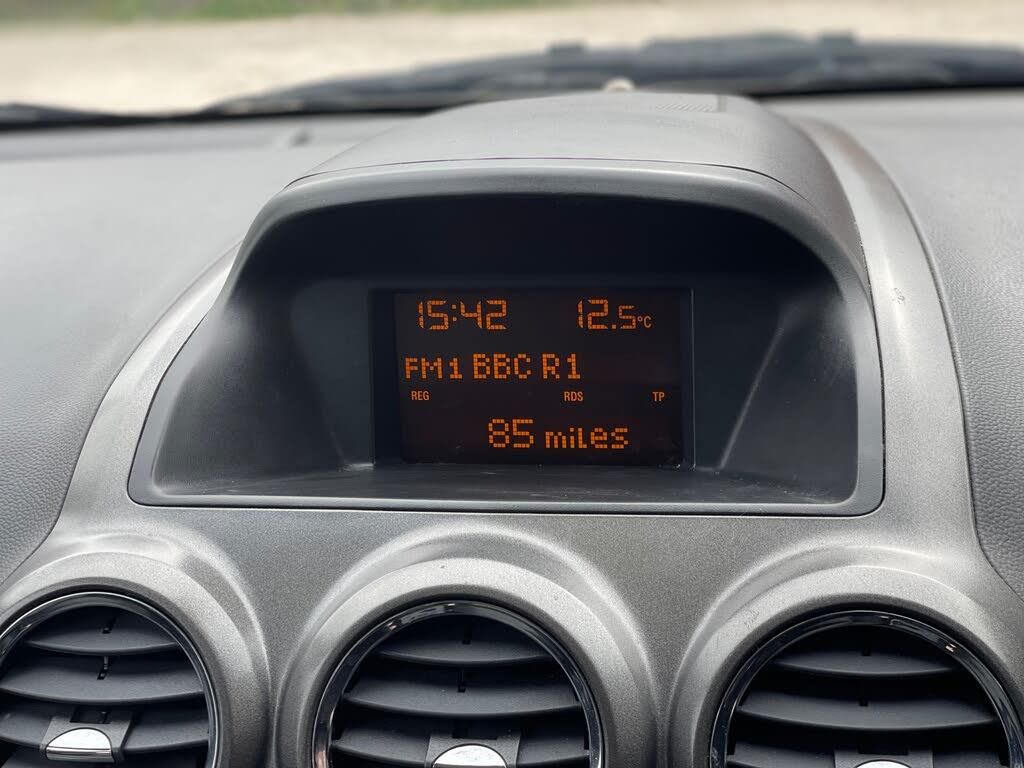 15:42 12.5°C
FM1 BBC R1
REG RDS TP
85 miles